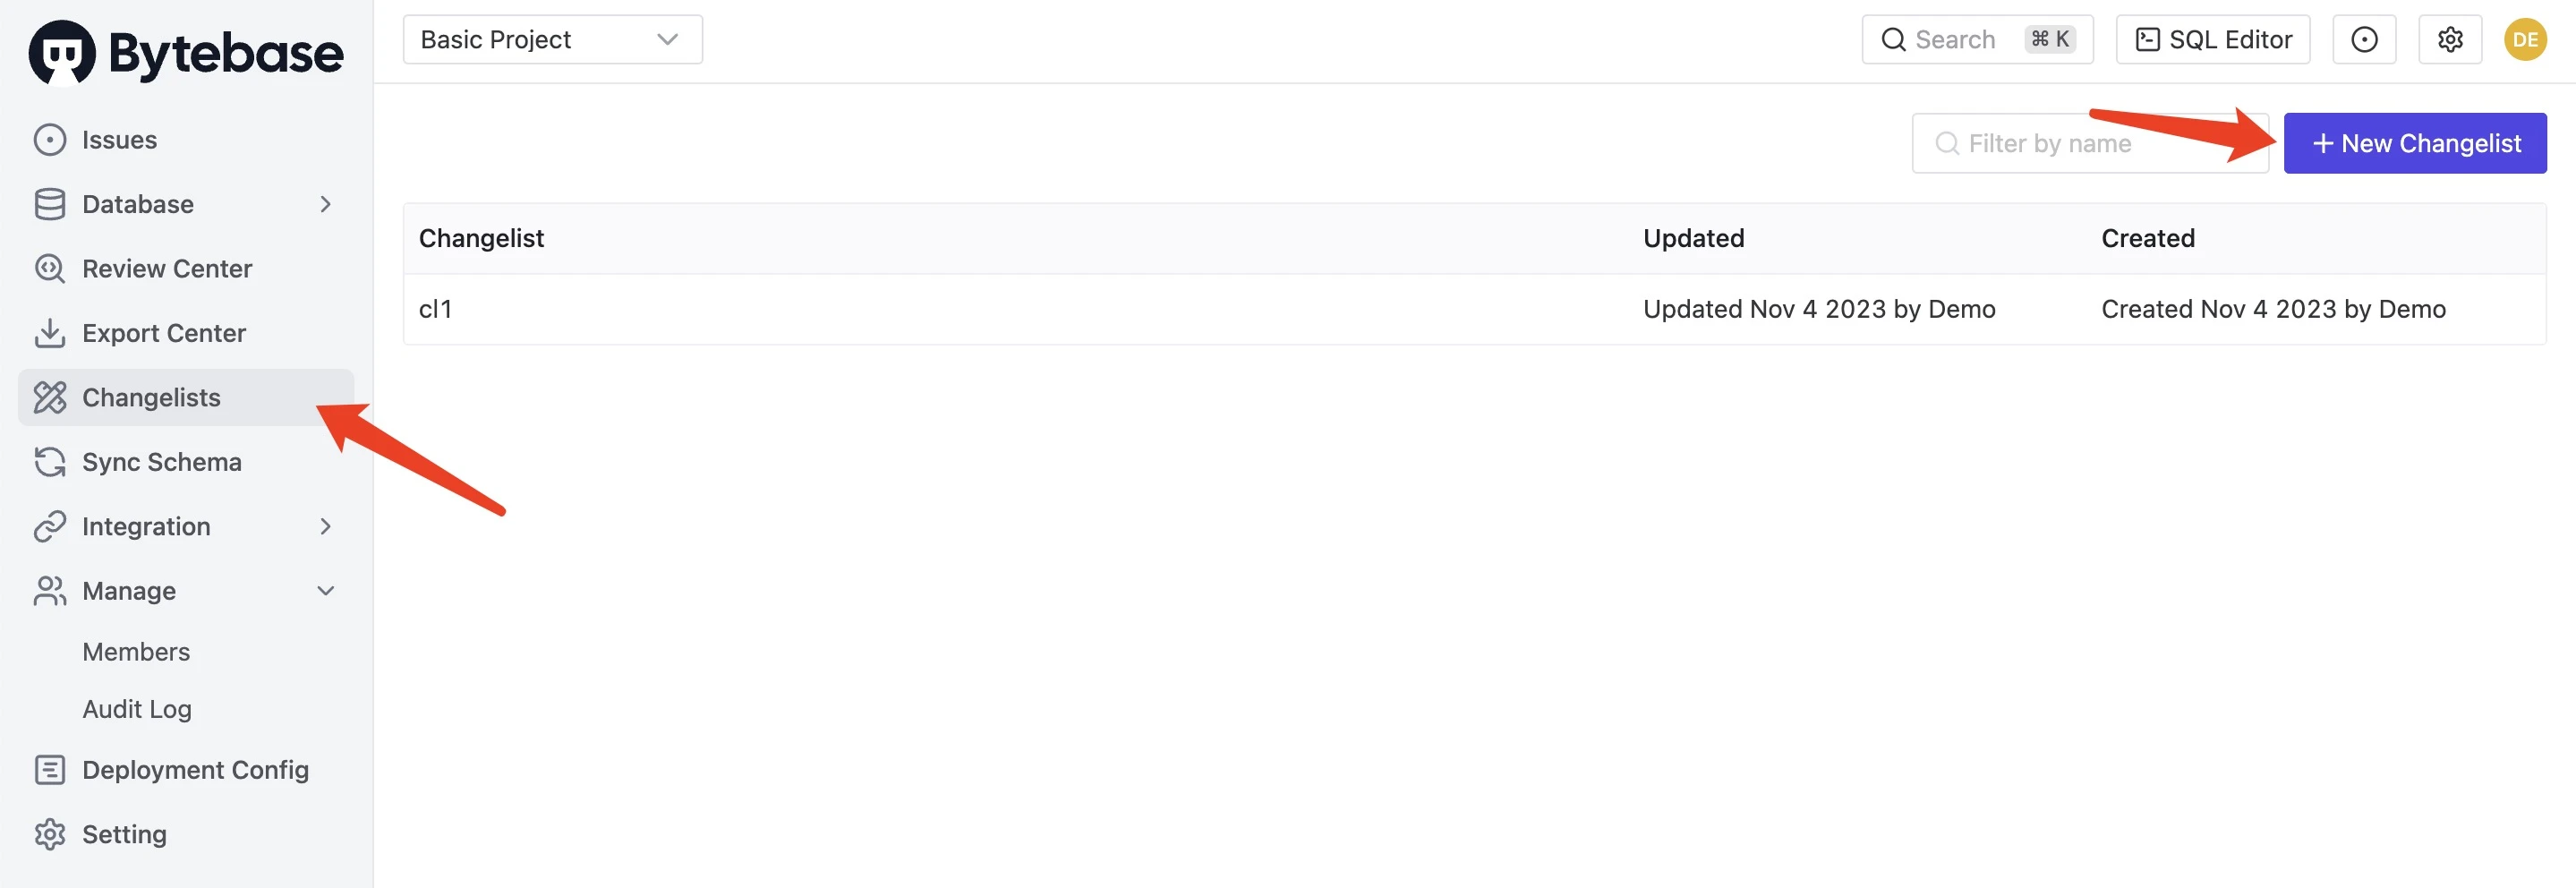 Bytebase
Issues
Database
Review Center
Export Center
Changelists
Sync Schema
Integration
Manage
Members
Audit Log
Deployment Config
Setting
Basic Project
Search ⌘ K
SQL Editor
DE
Filter by name
+ New Changelist
Changelist Updated Created
cl1 Updated Nov 4 2023 by Demo Created Nov 4 2023 by Demo